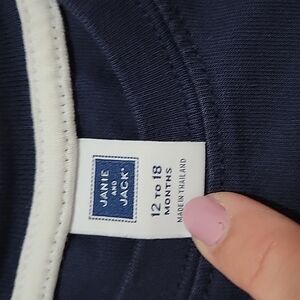 JANIE
AND
JACK®
12 TO 18
MONTHS
MADE IN THAILAND